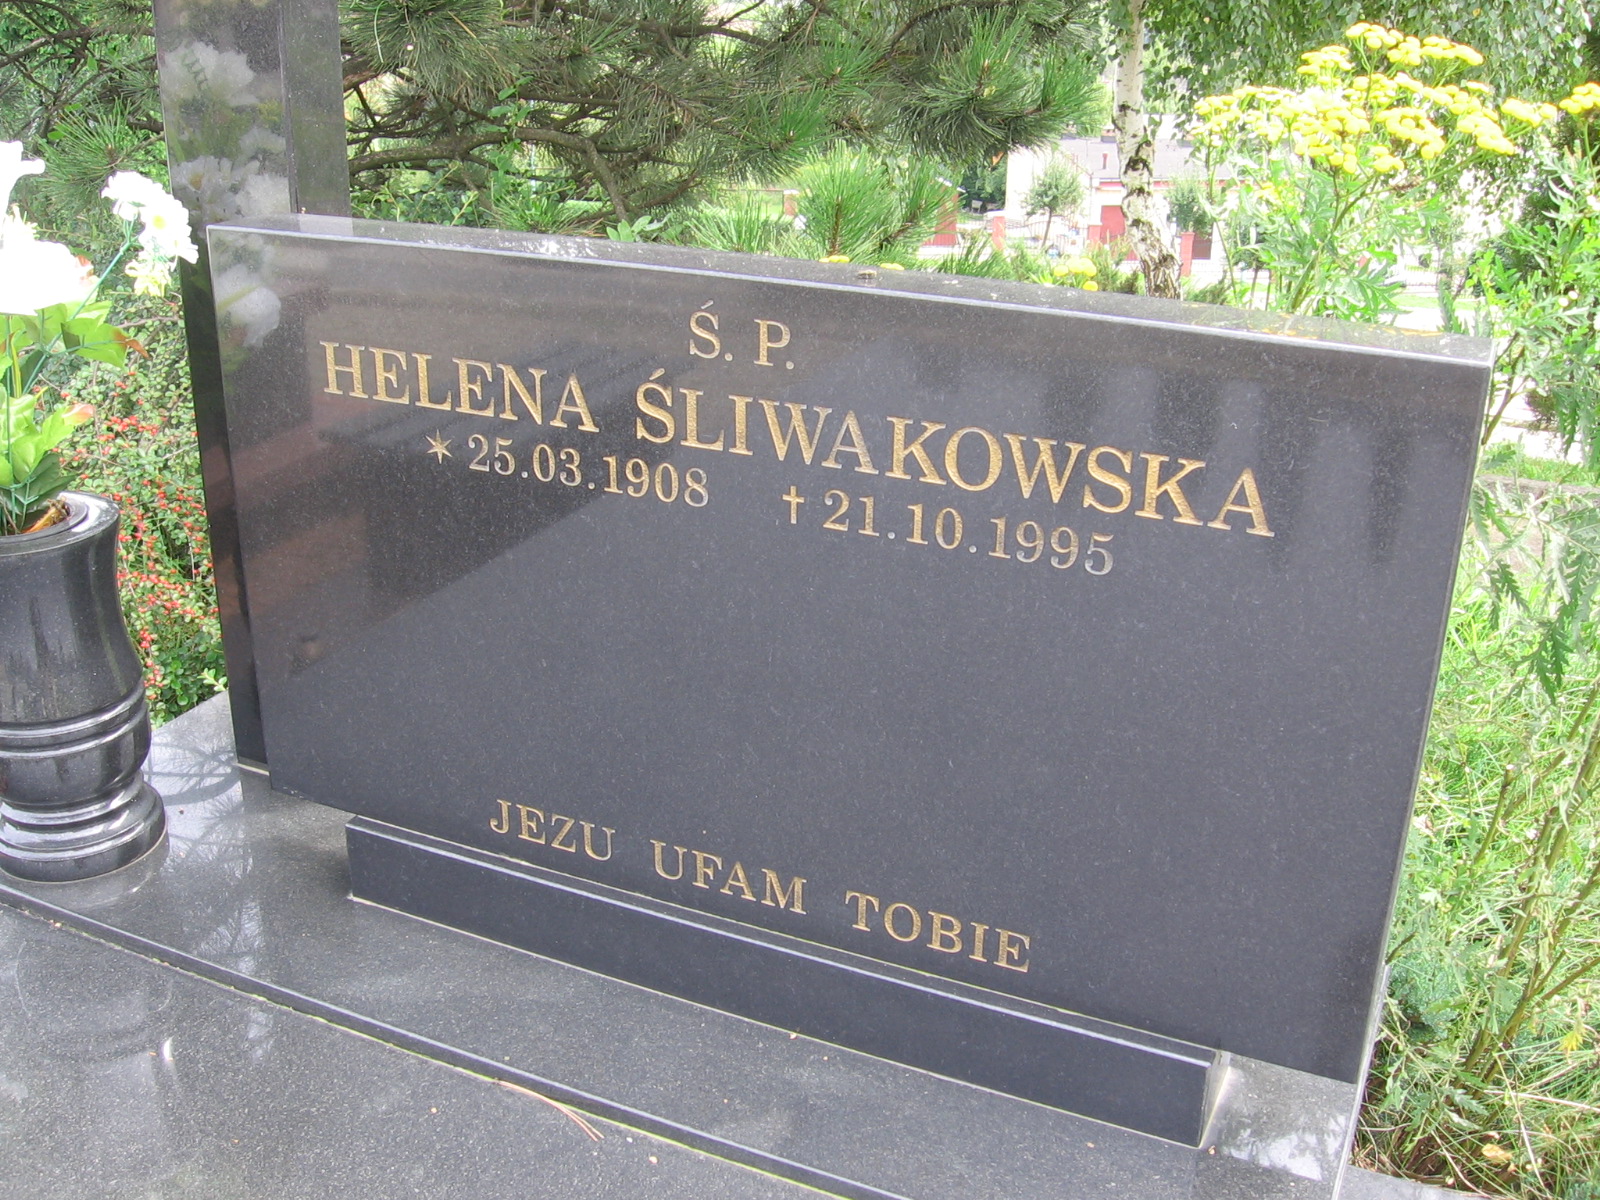 Ś. P.
HELENA ŚLIWAKOWSKA
✶ 25.03.1908 † 21.10.1995
JEZU UFAM TOBIE